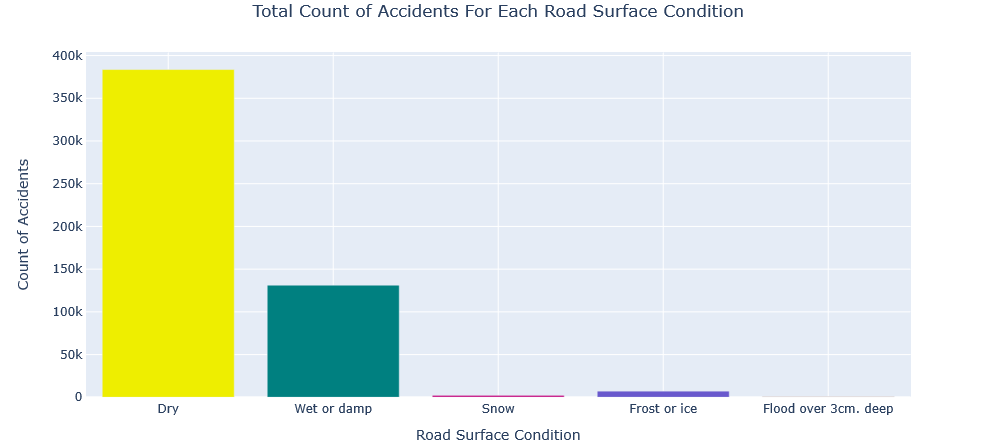 Total Count of Accidents For Each Road Surface Condition
Count of Accidents
400k
350k
300k
250k
200k
150k
100k
50k
0
Dry
Wet or damp
Snow
Frost or ice
Flood over 3cm. deep
Road Surface Condition